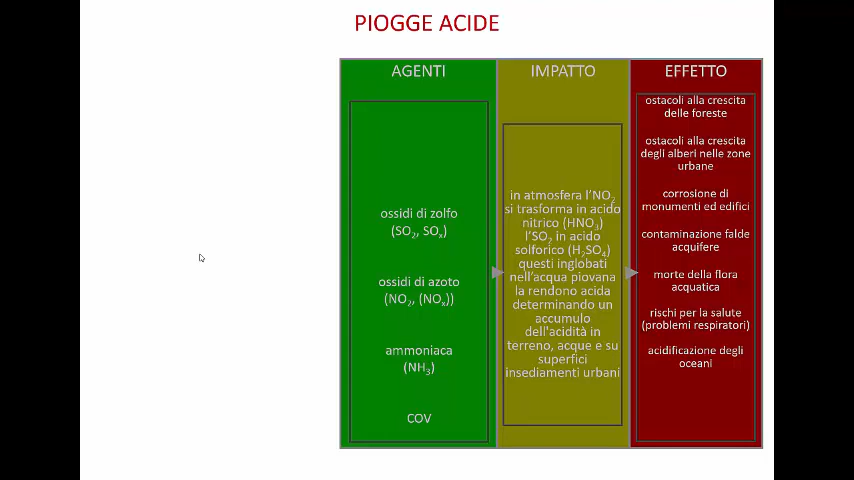 PIOGGE ACIDE
AGENTI
ossidi di zolfo
(SO₂, SOₓ)
ossidi di azoto
(NO₂, (NOₓ))
ammoniaca
(NH₃)
COV
IMPATTO
in atmosfera l'NO₂
si trasforma in acido
nitrico (HNO₃)
l'SO₂ in acido
solforico (H₂SO₄)
questi inglobati
nell'acqua piovana
la rendono acida
determinando un
accumulo
dell'acidità in
terreno, acque e su
superfici
insediamenti urbani
EFFETTO
ostacoli alla crescita
delle foreste
ostacoli alla crescita
degli alberi nelle zone
urbane
corrosione di
monumenti ed edifici
contaminazione falde
acquifere
morte della flora
acquatica
rischi per la salute
(problemi respiratori)
acidificazione degli
oceani